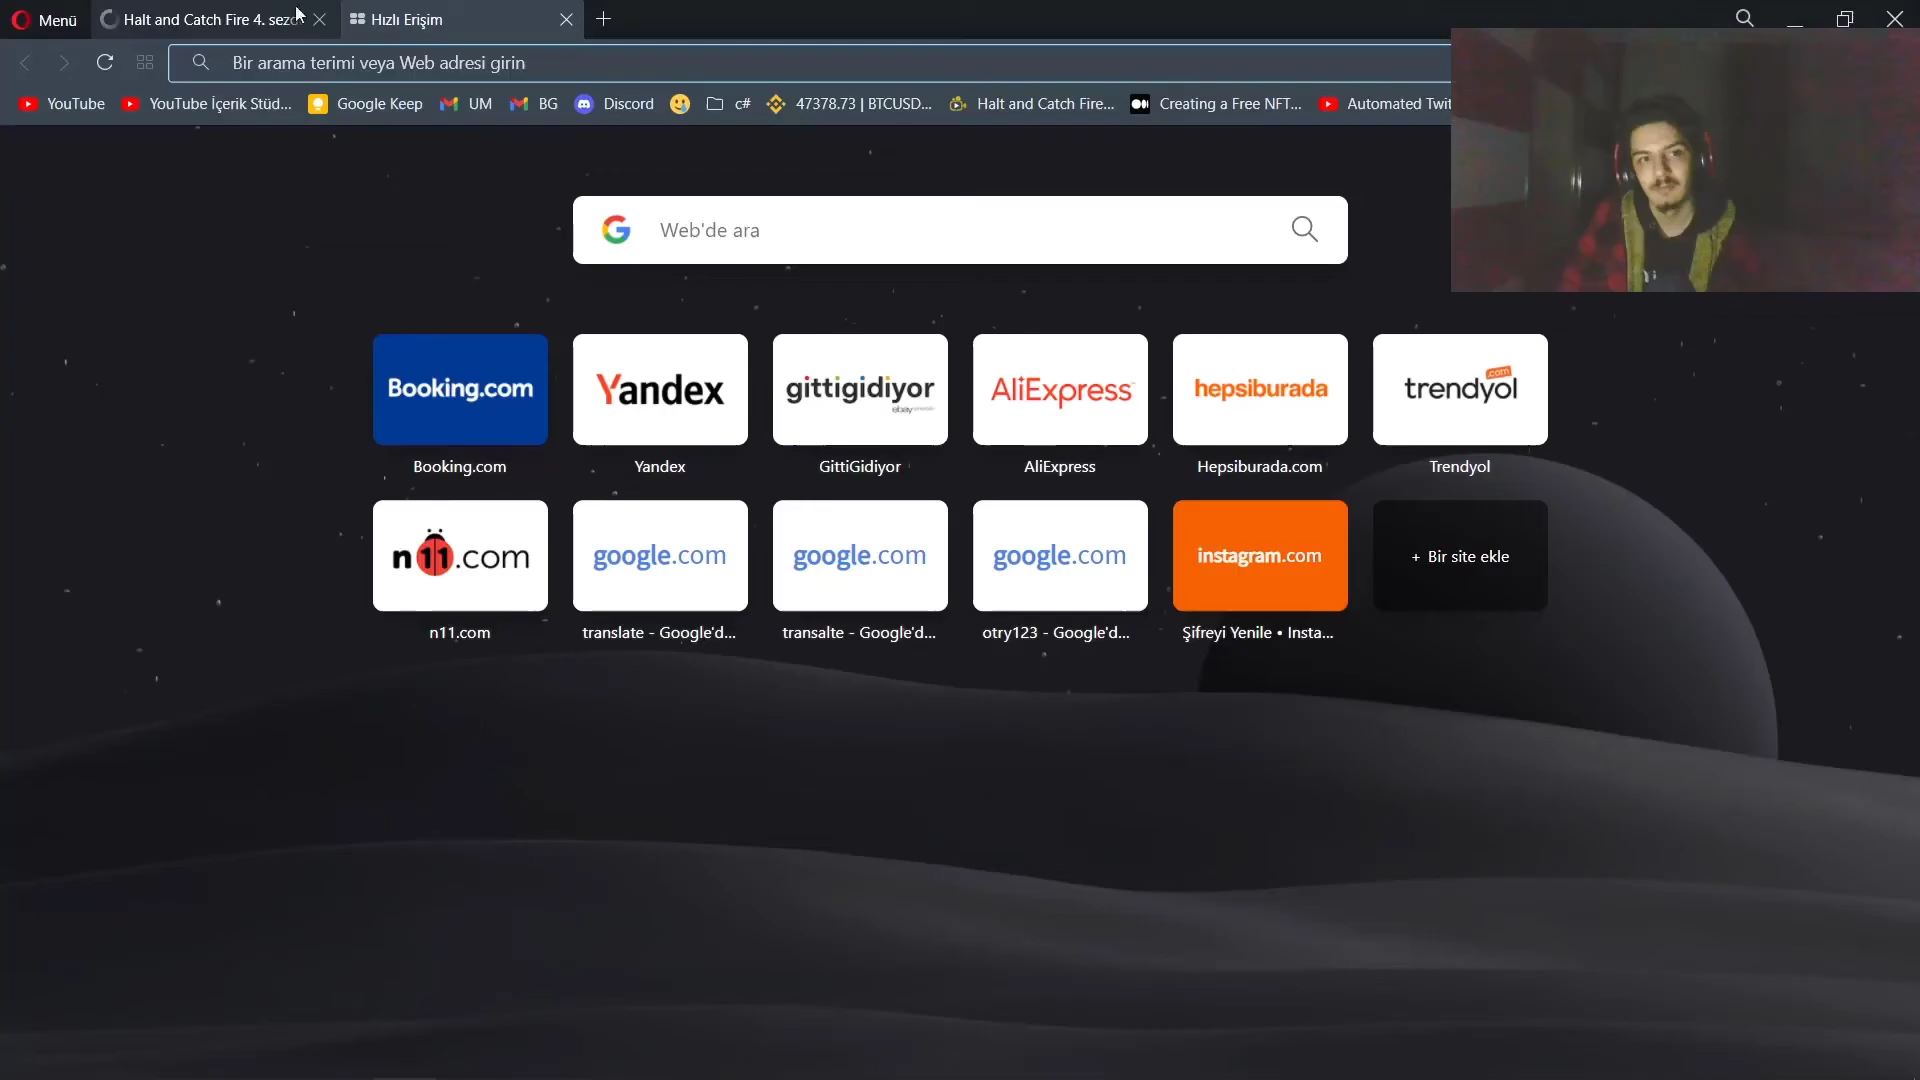 Menü
Halt and Catch Fire 4. sez
Hızlı Erişim
Bir arama terimi veya Web adresi girin
YouTube
YouTube İçerik Stüd...
Google Keep
UM
BG
Discord
c#
47378.73 | BTCUSD...
Halt and Catch Fire...
Creating a Free NFT...
Automated Twit
Web'de ara
Booking.com
Yandex
gittigidiyor
ebay
AliExpress
hepsiburada
trendyol
.com
Booking.com
Yandex
GittiGidiyor
AliExpress
Hepsiburada.com
Trendyol
n11.com
google.com
google.com
google.com
instagram.com
+ Bir site ekle
n11.com
translate - Google'd...
transalte - Google'd...
otry123 - Google'd...
Şifreyi Yenile • Insta...